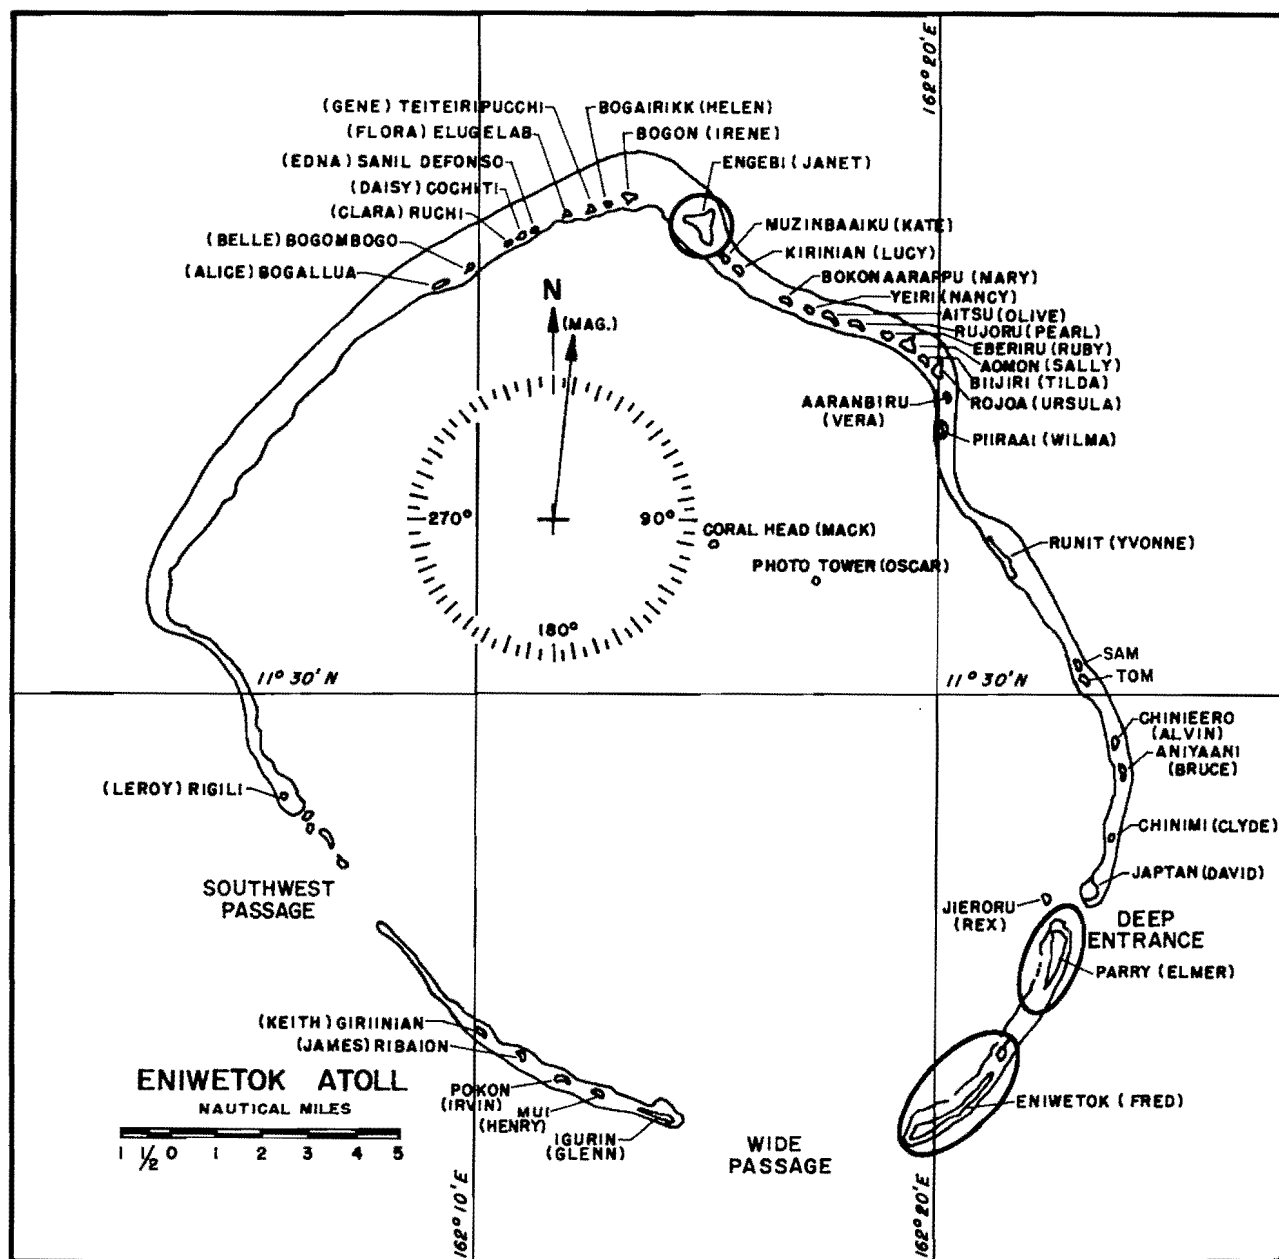 162° 20' E
(GENE) TEITEIRIPUCCHI
BOGAIRIKK (HELEN)
(FLORA) ELUGELAB
BOGON (IRENE)
(EDNA) SANIL DEFONSO
ENGEBI (JANET)
(DAISY) COCHITI
(CLARA) RUCHI
MUZINBAAIKU (KATE)
(BELLE) BOGOMBOGO
KIRINIAN (LUCY)
(ALICE) BOGALLUA
BOKONAARAPPU (MARY)
YEIRI (NANCY)
N
AITSU (OLIVE)
(MAG.)
RUJORU (PEARL)
EBERIRU (RUBY)
AOMON (SALLY)
BIIJIRI (TILDA)
AARANBIRU
(VERA)
ROJOA (URSULA)
PIIRAAI (WILMA)
270°
90°
CORAL HEAD (MACK)
RUNIT (YVONNE)
PHOTO TOWER (OSCAR)
180°
SAM
TOM
11° 30' N
11° 30' N
CHINIEERO
(ALVIN)
ANIYAANI
(BRUCE)
(LEROY) RIGILI
CHINIMI (CLYDE)
JAPTAN (DAVID)
SOUTHWEST
PASSAGE
JIERORU
(REX)
DEEP
ENTRANCE
PARRY (ELMER)
(KEITH) GIRIINIAN
(JAMES) RIBAION
POKON
(IRVIN)
MUI
(HENRY)
IGURIN
(GLENN)
ENIWETOK (FRED)
ENIWETOK ATOLL
NAUTICAL MILES
1 1/2 0 1 2 3 4 5
WIDE
PASSAGE
162° 10' E
162° 20' E